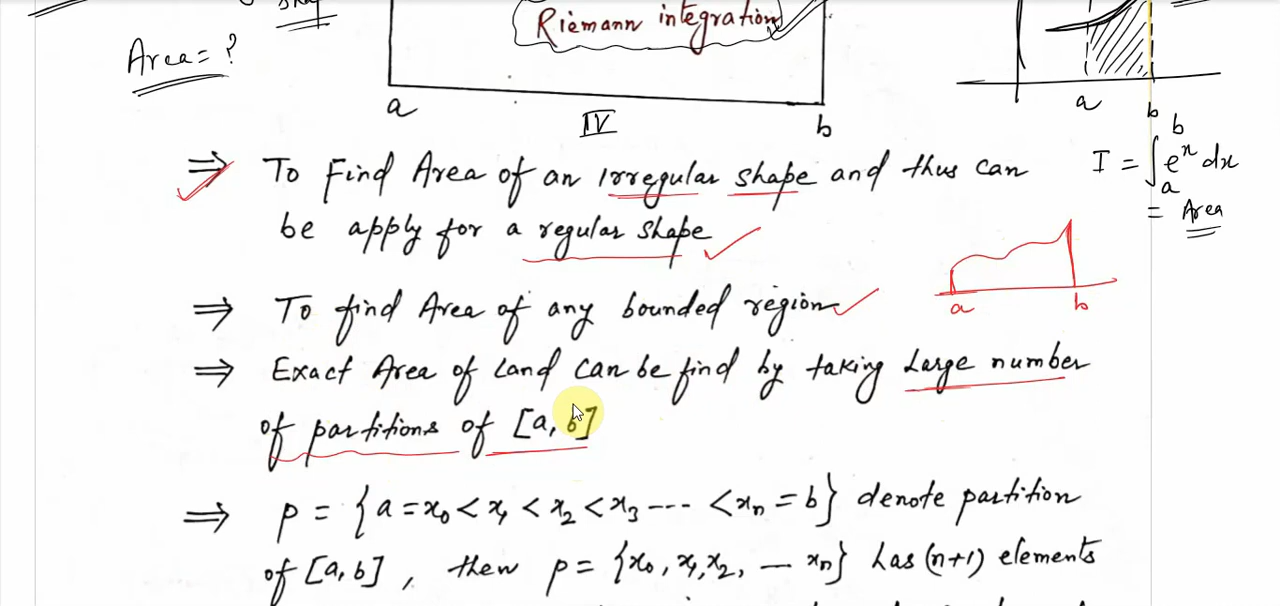 Area = ?
Riemann integration
a
IV
b
a
b
I = ∫_a^b e^x dx
= Area
⇒ To Find Area of an irregular shape and thus can
be apply for a regular shape
a
b
⇒ To find Area of any bounded region
⇒ Exact Area of Land can be find by taking Large number
of partitions of [a, b]
⇒ p = {a = x₀ < x₁ < x₂ < x₃ --- < xₙ = b} denote partition
of [a, b], then p = {x₀, x₁, x₂, — xₙ} has (n+1) elements